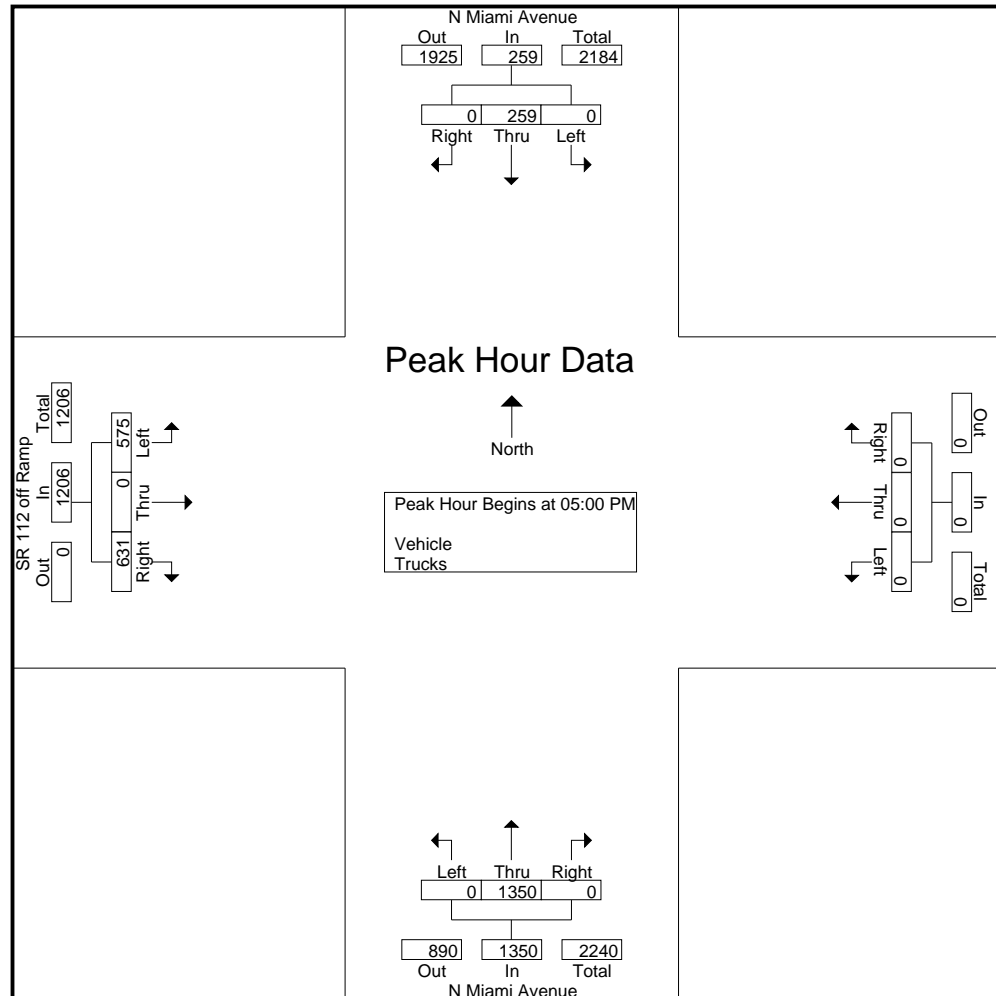 N Miami Avenue
Out In Total
1925 259 2184
0 259 0
Right Thru Left
Peak Hour Data
North
Peak Hour Begins at 05:00 PM
Vehicle
Trucks
SR 112 off Ramp
Out In Total
0 1206 1206
631 0 575
Right Thru Left
Right Thru Left
0 0 0
Out In Total
0 0 0
Left Thru Right
0 1350 0
890 1350 2240
Out In Total
N Miami Avenue